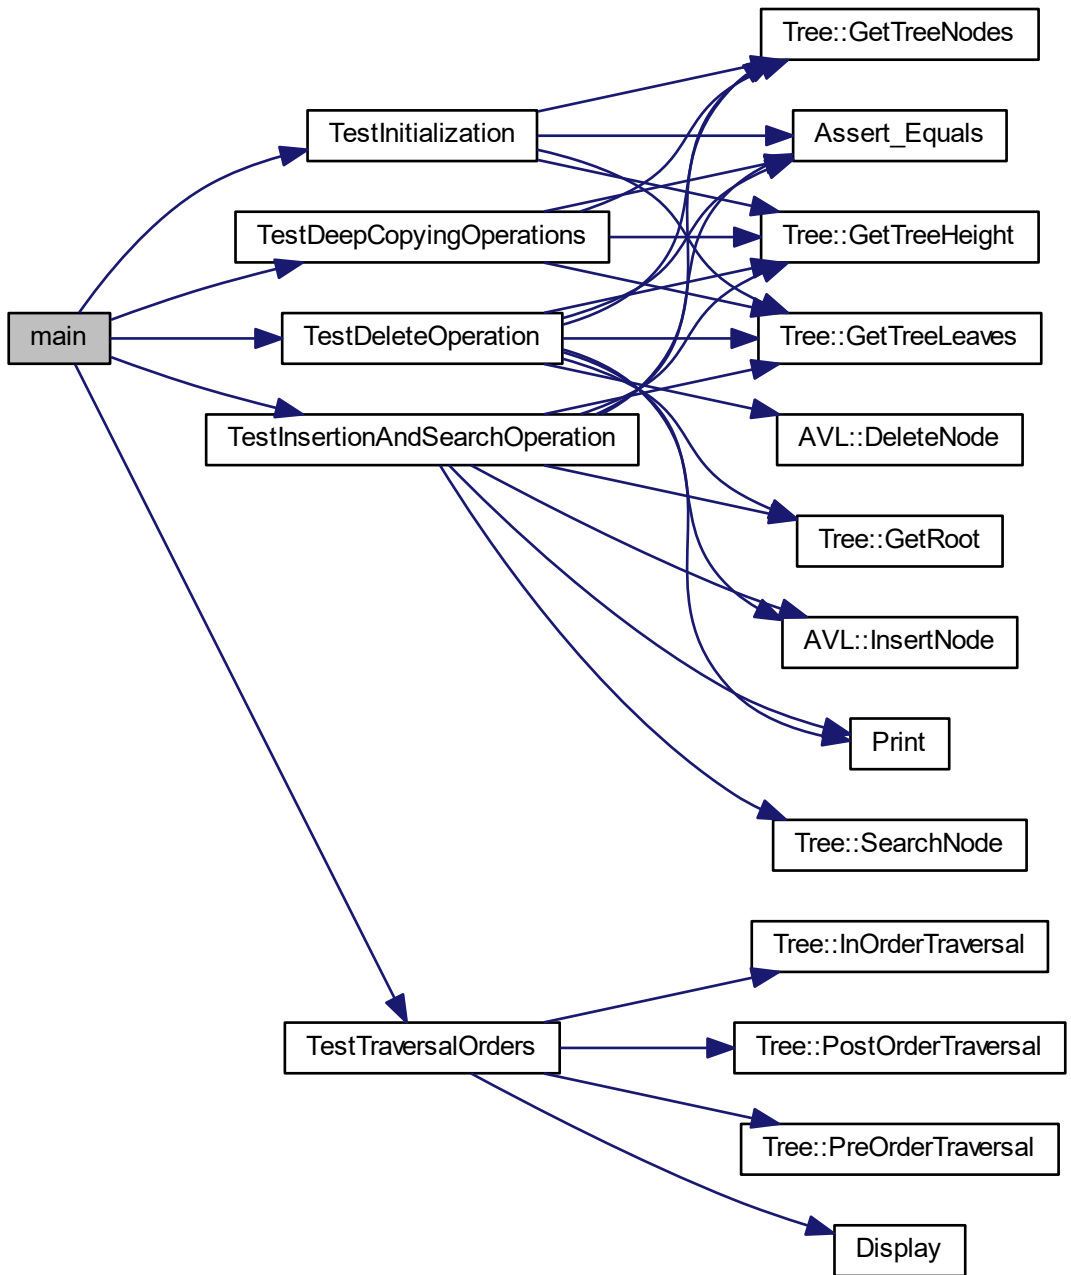 Tree::GetTreeNodes
TestInitialization
Assert_Equals
TestDeepCopyingOperations
Tree::GetTreeHeight
main
TestDeleteOperation
Tree::GetTreeLeaves
TestInsertionAndSearchOperation
AVL::DeleteNode
Tree::GetRoot
AVL::InsertNode
Print
Tree::SearchNode
Tree::InOrderTraversal
TestTraversalOrders
Tree::PostOrderTraversal
Tree::PreOrderTraversal
Display